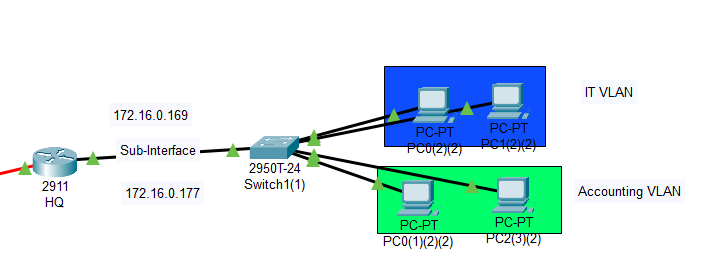 172.16.0.169
Sub-Interface
172.16.0.177
2911
HQ
2950T-24
Switch1(1)
PC-PT
PC0(2)(2)
PC-PT
PC1(2)(2)
IT VLAN
PC-PT
PC0(1)(2)(2)
PC-PT
PC2(3)(2)
Accounting VLAN